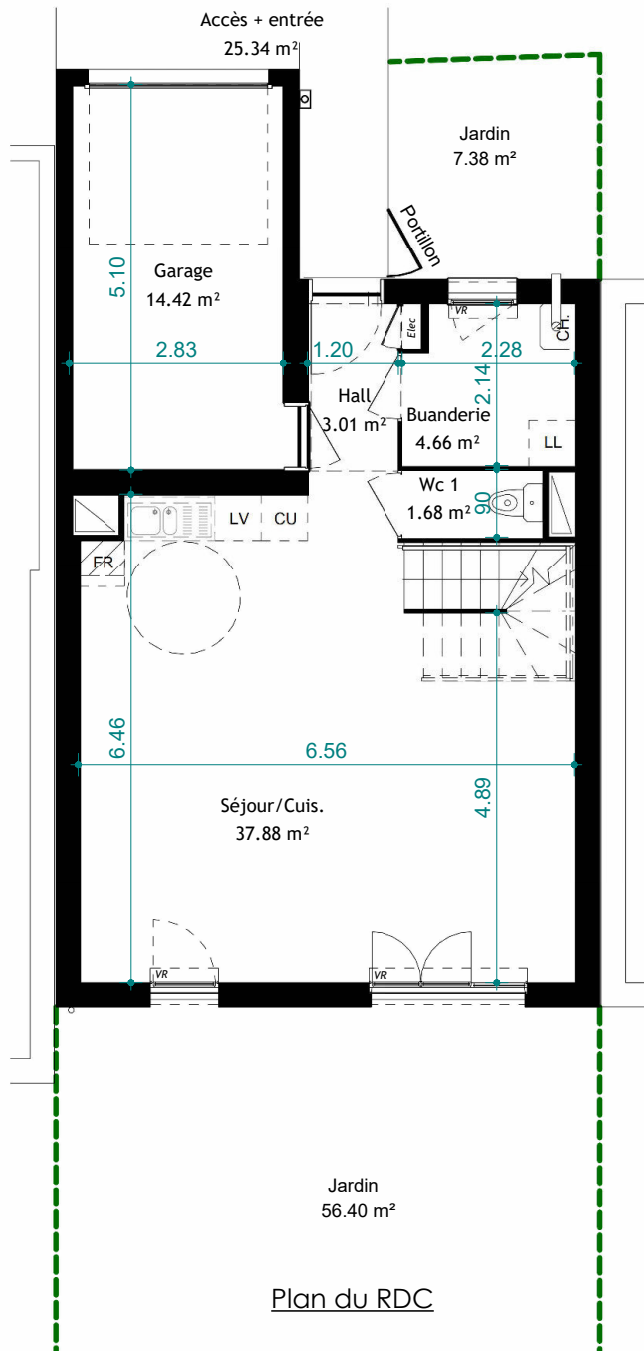 Accès + entrée
25.34 m²
Jardin
7.38 m²
Portillon
Garage
14.42 m²
5.10
2.83
1.20
Elec
VR
CH.
2.28
2.14
Hall
3.01 m²
Buanderie
4.66 m²
LL
Wc 1
1.68 m²
90
LV
CU
FR
6.46
6.56
4.89
Séjour/Cuis.
37.88 m²
VR
VR
Jardin
56.40 m²
Plan du RDC